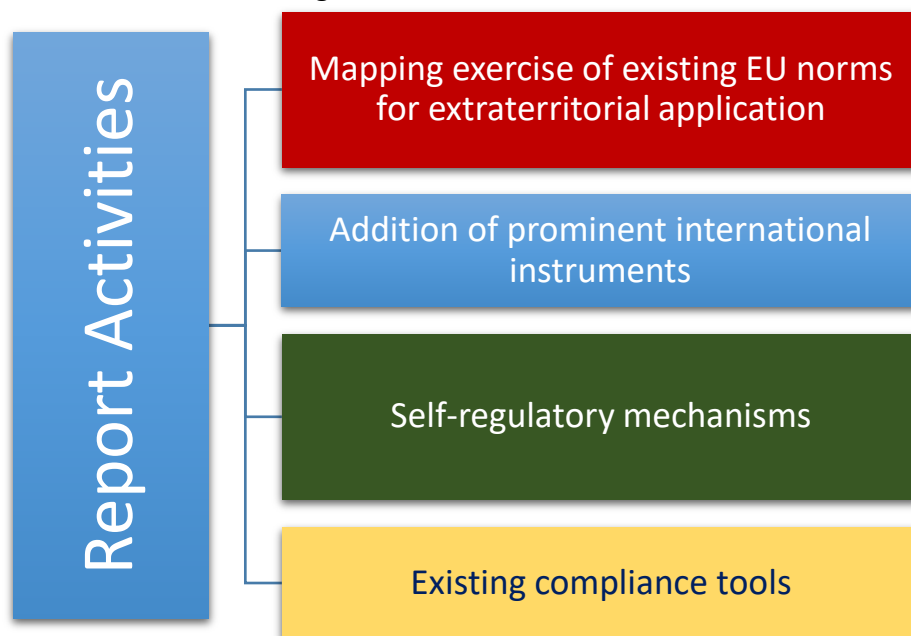 Report Activities
Mapping exercise of existing EU norms
for extraterritorial application
Addition of prominent international
instruments
Self-regulatory mechanisms
Existing compliance tools